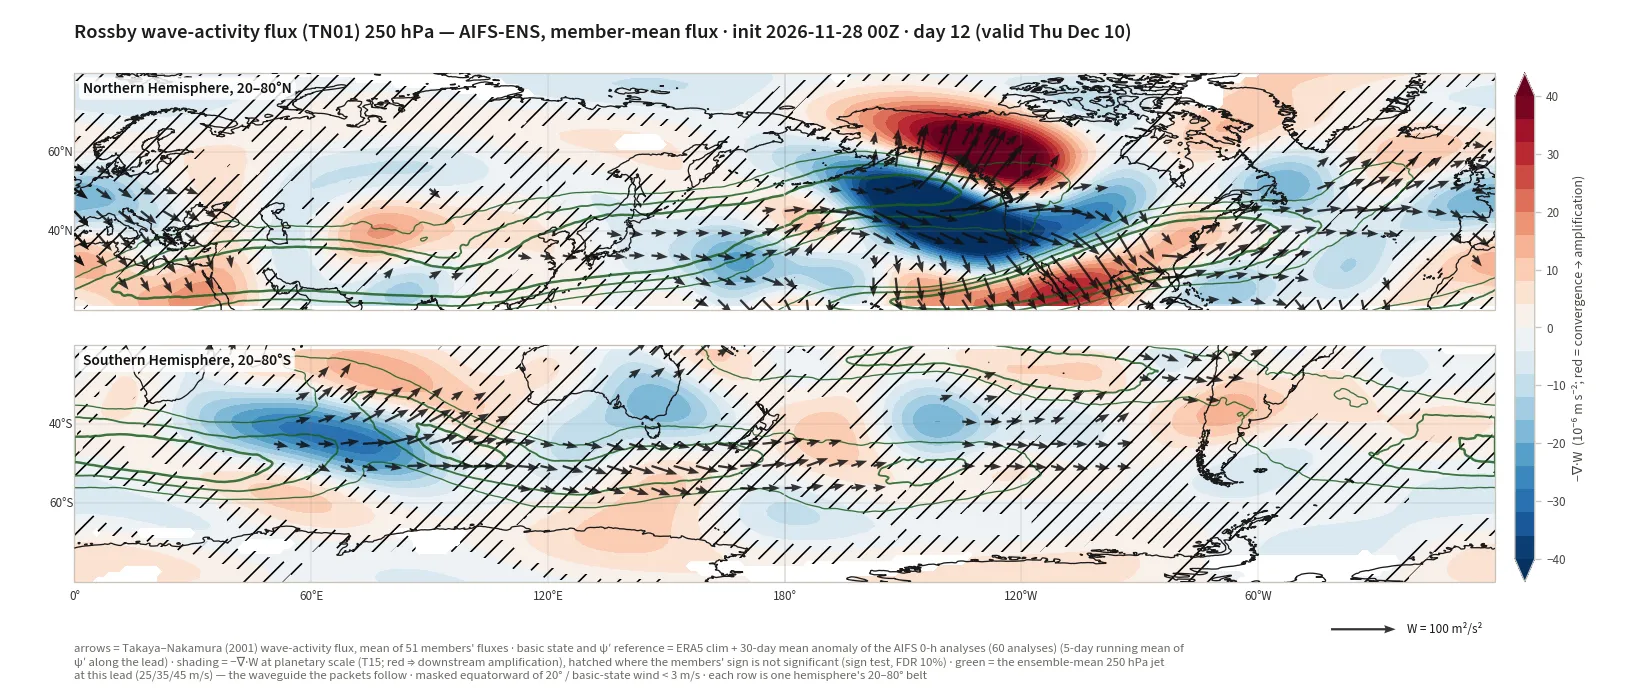 Rossby wave-activity flux (TN01) 250 hPa — AIFS-ENS, member-mean flux · init 2026-11-28 00Z · day 12 (valid Thu Dec 10)
Northern Hemisphere, 20–80°N
60°N
40°N
Southern Hemisphere, 20–80°S
40°S
60°S
0°
60°E
120°E
180°
120°W
60°W
40
30
20
10
0
−10
−20
−30
−40
−∇·W (10⁻⁶ m s⁻²; red = convergence → amplification)
W = 100 m²/s²
arrows = Takaya–Nakamura (2001) wave-activity flux, mean of 51 members' fluxes · basic state and ψ' reference = ERA5 clim + 30-day mean anomaly of the AIFS 0-h analyses (60 analyses) (5-day running mean of
ψ' along the lead) · shading = −∇·W at planetary scale (T15; red ⇒ downstream amplification), hatched where the members' sign is not significant (sign test, FDR 10%) · green = the ensemble-mean 250 hPa jet
at this lead (25/35/45 m/s) — the waveguide the packets follow · masked equatorward of 20° / basic-state wind < 3 m/s · each row is one hemisphere's 20–80° belt